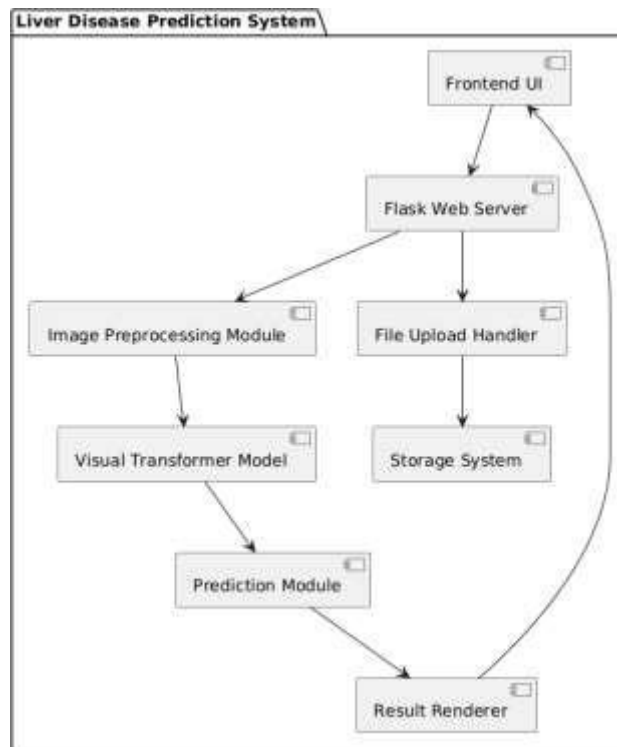 Liver Disease Prediction System
Frontend UI
Flask Web Server
Image Preprocessing Module
File Upload Handler
Visual Transformer Model
Storage System
Prediction Module
Result Renderer